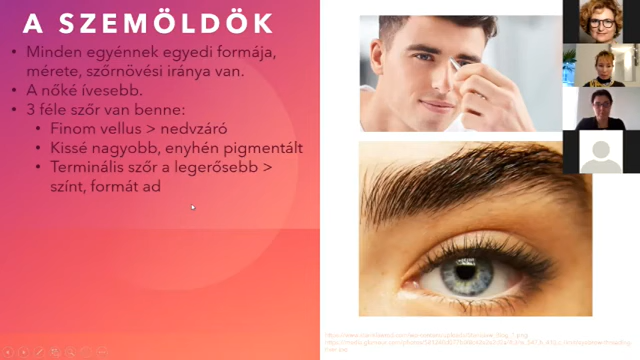 A SZEMÖLDÖK
• Minden egyénnek egyedi formája,
mérete, szőrnövési iránya van.
• A nőké ívesebb.
• 3 féle szőr van benne:
• Finom vellus > nedvzáró
• Kissé nagyobb, enyhén pigmentált
• Terminális szőr a legerősebb >
színt, formát ad